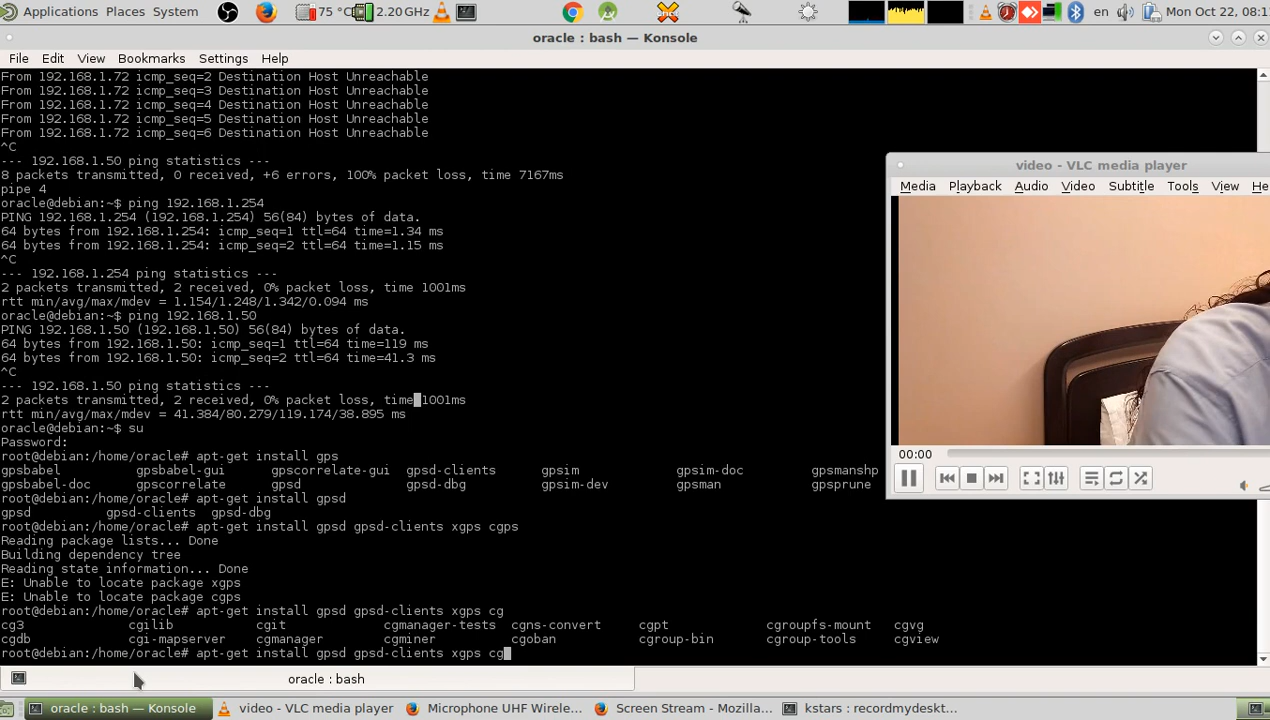 Applications Places System 75 °C 2.20 GHz en Mon Oct 22, 08:1
oracle : bash — Konsole
File Edit View Bookmarks Settings Help
From 192.168.1.72 icmp_seq=2 Destination Host Unreachable
From 192.168.1.72 icmp_seq=3 Destination Host Unreachable
From 192.168.1.72 icmp_seq=4 Destination Host Unreachable
From 192.168.1.72 icmp_seq=5 Destination Host Unreachable
From 192.168.1.72 icmp_seq=6 Destination Host Unreachable
^C
--- 192.168.1.50 ping statistics ---
8 packets transmitted, 0 received, +6 errors, 100% packet loss, time 7167ms
pipe 4
oracle@debian:~$ ping 192.168.1.254
PING 192.168.1.254 (192.168.1.254) 56(84) bytes of data.
64 bytes from 192.168.1.254: icmp_seq=1 ttl=64 time=1.34 ms
64 bytes from 192.168.1.254: icmp_seq=2 ttl=64 time=1.15 ms
^C
--- 192.168.1.254 ping statistics ---
2 packets transmitted, 2 received, 0% packet loss, time 1001ms
rtt min/avg/max/mdev = 1.154/1.248/1.342/0.094 ms
oracle@debian:~$ ping 192.168.1.50
PING 192.168.1.50 (192.168.1.50) 56(84) bytes of data.
64 bytes from 192.168.1.50: icmp_seq=1 ttl=64 time=119 ms
64 bytes from 192.168.1.50: icmp_seq=2 ttl=64 time=41.3 ms
^C
--- 192.168.1.50 ping statistics ---
2 packets transmitted, 2 received, 0% packet loss, time 1001ms
rtt min/avg/max/mdev = 41.384/80.279/119.174/38.895 ms
oracle@debian:~$ su
Password:
root@debian:/home/oracle# apt-get install gps
gpsbabel gpsbabel-gui gpscorrelate-gui gpsd-clients gpsim gpsim-doc gpsmanshp
gpsbabel-doc gpscorrelate gpsd gpsd-dbg gpsim-dev gpsman gpsprune
root@debian:/home/oracle# apt-get install gpsd
gpsd gpsd-clients gpsd-dbg
root@debian:/home/oracle# apt-get install gpsd gpsd-clients xgps cgps
Reading package lists... Done
Building dependency tree
Reading state information... Done
E: Unable to locate package xgps
E: Unable to locate package cgps
root@debian:/home/oracle# apt-get install gpsd gpsd-clients xgps cg
cg3 cgilib cgit cgmanager-tests cgns-convert cgpt cgroupfs-mount cgvg
cgdb cgi-mapserver cgmanager cgminer cgoban cgroup-bin cgroup-tools cgview
root@debian:/home/oracle# apt-get install gpsd gpsd-clients xgps cg
video - VLC media player
Media Playback Audio Video Subtitle Tools View He
00:00
oracle : bash
oracle : bash — Konsole video - VLC media player Microphone UHF Wirele... Screen Stream - Mozilla... kstars : recordmydeskt...